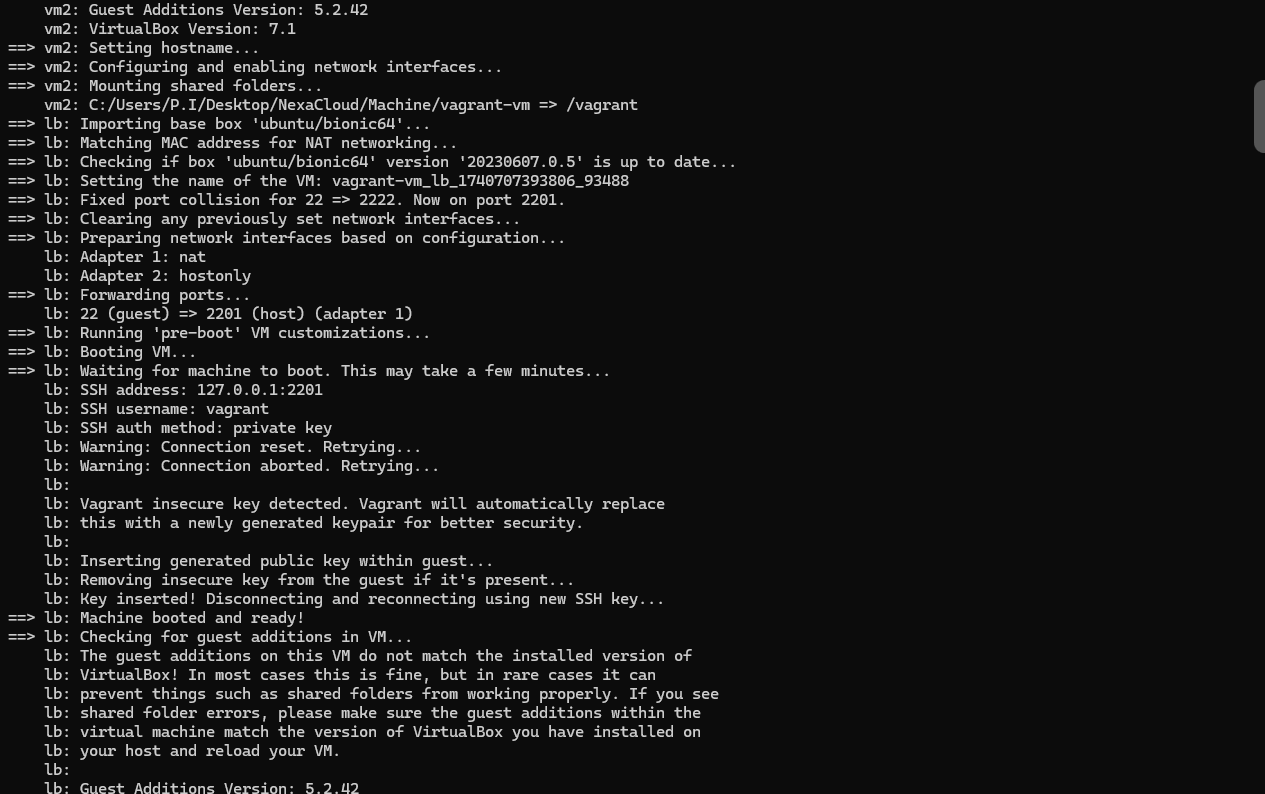 vm2: Guest Additions Version: 5.2.42
vm2: VirtualBox Version: 7.1
==> vm2: Setting hostname...
==> vm2: Configuring and enabling network interfaces...
==> vm2: Mounting shared folders...
vm2: C:/Users/P.I/Desktop/NexaCloud/Machine/vagrant-vm => /vagrant
==> lb: Importing base box 'ubuntu/bionic64'...
==> lb: Matching MAC address for NAT networking...
==> lb: Checking if box 'ubuntu/bionic64' version '20230607.0.5' is up to date...
==> lb: Setting the name of the VM: vagrant-vm_lb_1740707393806_93488
==> lb: Fixed port collision for 22 => 2222. Now on port 2201.
==> lb: Clearing any previously set network interfaces...
==> lb: Preparing network interfaces based on configuration...
lb: Adapter 1: nat
lb: Adapter 2: hostonly
==> lb: Forwarding ports...
lb: 22 (guest) => 2201 (host) (adapter 1)
==> lb: Running 'pre-boot' VM customizations...
==> lb: Booting VM...
==> lb: Waiting for machine to boot. This may take a few minutes...
lb: SSH address: 127.0.0.1:2201
lb: SSH username: vagrant
lb: SSH auth method: private key
lb: Warning: Connection reset. Retrying...
lb: Warning: Connection aborted. Retrying...
lb:
lb: Vagrant insecure key detected. Vagrant will automatically replace
lb: this with a newly generated keypair for better security.
lb:
lb: Inserting generated public key within guest...
lb: Removing insecure key from the guest if it's present...
lb: Key inserted! Disconnecting and reconnecting using new SSH key...
==> lb: Machine booted and ready!
==> lb: Checking for guest additions in VM...
lb: The guest additions on this VM do not match the installed version of
lb: VirtualBox! In most cases this is fine, but in rare cases it can
lb: prevent things such as shared folders from working properly. If you see
lb: shared folder errors, please make sure the guest additions within the
lb: virtual machine match the version of VirtualBox you have installed on
lb: your host and reload your VM.
lb:
lb: Guest Additions Version: 5.2.42